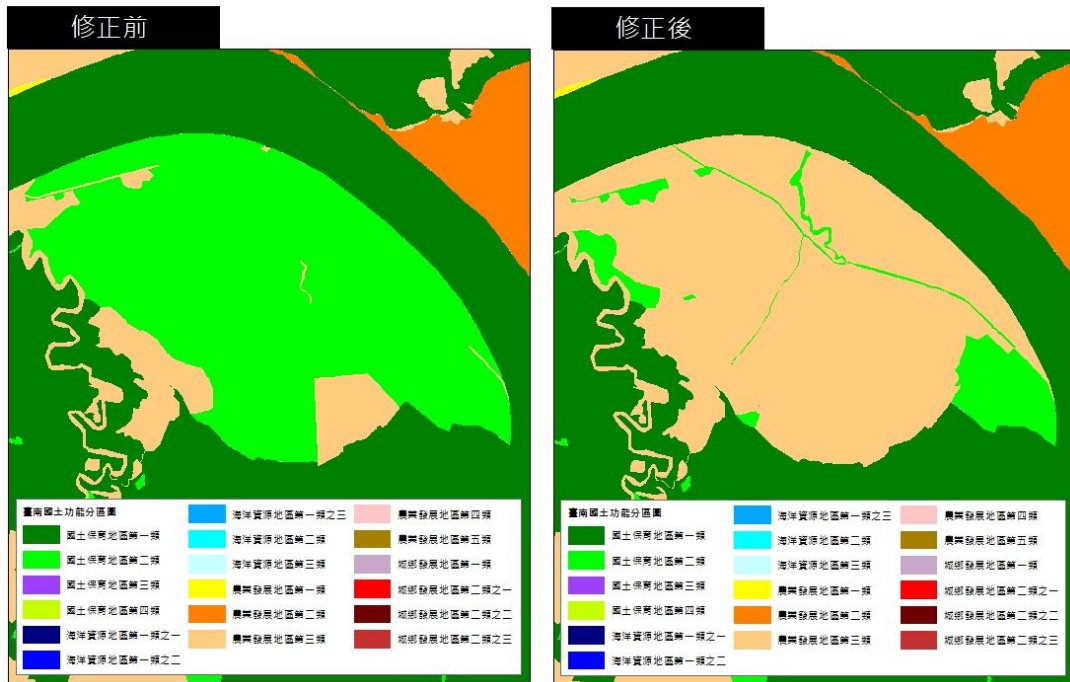 修正前
臺南國土功能分區圖
國土保育地區第一類
國土保育地區第二類
國土保育地區第三類
國土保育地區第四類
海洋資源地區第一類之一
海洋資源地區第一類之二
海洋資源地區第一類之三
海洋資源地區第二類
海洋資源地區第三類
農業發展地區第一類
農業發展地區第二類
農業發展地區第三類
農業發展地區第四類
農業發展地區第五類
城鄉發展地區第一類
城鄉發展地區第二類之一
城鄉發展地區第二類之二
城鄉發展地區第二類之三
修正後
臺南國土功能分區圖
國土保育地區第一類
國土保育地區第二類
國土保育地區第三類
國土保育地區第四類
海洋資源地區第一類之一
海洋資源地區第一類之二
海洋資源地區第一類之三
海洋資源地區第二類
海洋資源地區第三類
農業發展地區第一類
農業發展地區第二類
農業發展地區第三類
農業發展地區第四類
農業發展地區第五類
城鄉發展地區第一類
城鄉發展地區第二類之一
城鄉發展地區第二類之二
城鄉發展地區第二類之三